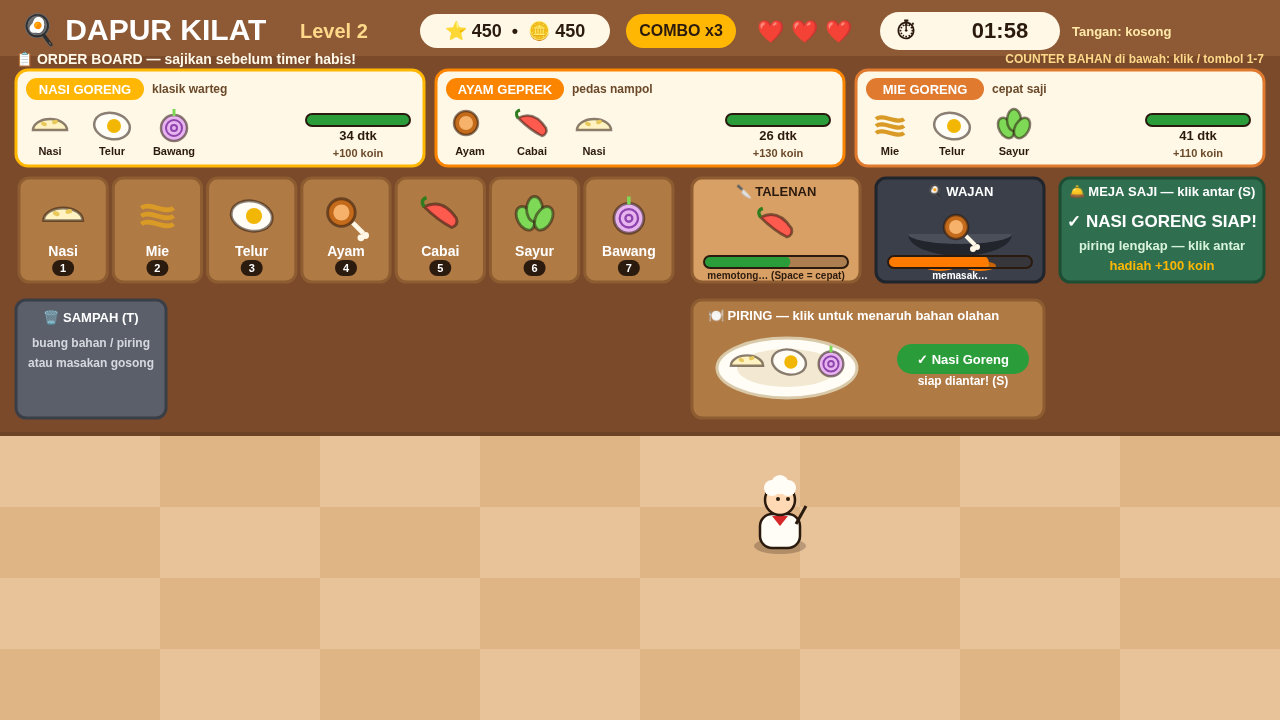 🍳 DAPUR KILAT
Level 2
⭐ 450 • 🪙 450
COMBO x3
❤️ ❤️ ❤️
⏱ 01:58
Tangan: kosong
📋 ORDER BOARD — sajikan sebelum timer habis!
COUNTER BAHAN di bawah: klik / tombol 1-7
NASI GORENG klasik warteg
Nasi Telur Bawang
34 dtk
+100 koin
AYAM GEPREK pedas nampol
Ayam Cabai Nasi
26 dtk
+130 koin
MIE GORENG cepat saji
Mie Telur Sayur
41 dtk
+110 koin
Nasi
1
Mie
2
Telur
3
Ayam
4
Cabai
5
Sayur
6
Bawang
7
🔪 TALENAN
memotong… (Space = cepat)
🍳 WAJAN
memasak…
🛎️ MEJA SAJI — klik antar (S)
✓ NASI GORENG SIAP!
piring lengkap — klik antar
hadiah +100 koin
🗑️ SAMPAH (T)
buang bahan / piring
atau masakan gosong
🍽️ PIRING — klik untuk menaruh bahan olahan
✓ Nasi Goreng
siap diantar! (S)